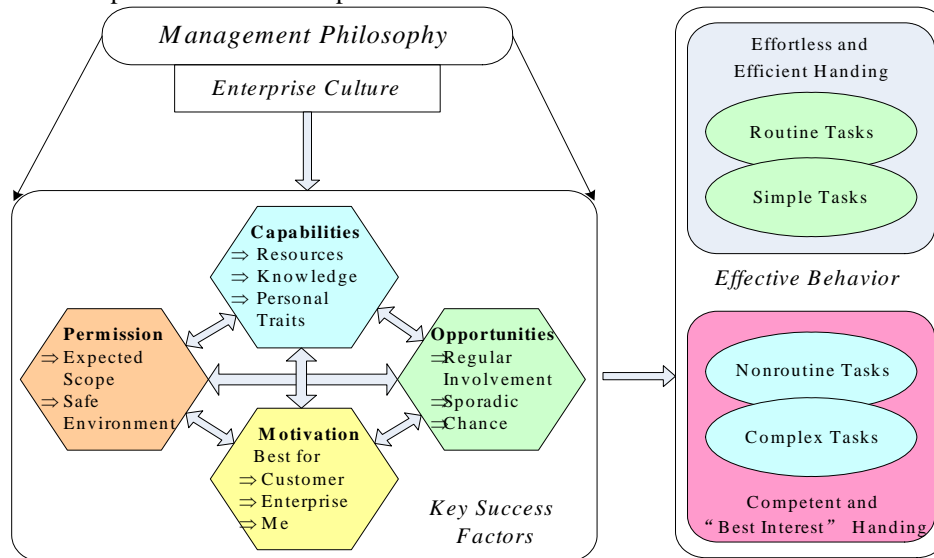 Management Philosophy
Enterprise Culture
Capabilities
⇒ Resources
⇒ Knowledge
⇒ Personal
Traits
Permission
⇒ Expected
Scope
⇒ Safe
Environment
Opportunities
⇒ Regular
Involvement
⇒ Sporadic
⇒ Chance
Motivation
Best for
⇒ Customer
⇒ Enterprise
⇒ Me
Key Success
Factors
Effortless and
Efficient Handing
Routine Tasks
Simple Tasks
Effective Behavior
Nonroutine Tasks
Complex Tasks
Competent and
“Best Interest” Handing